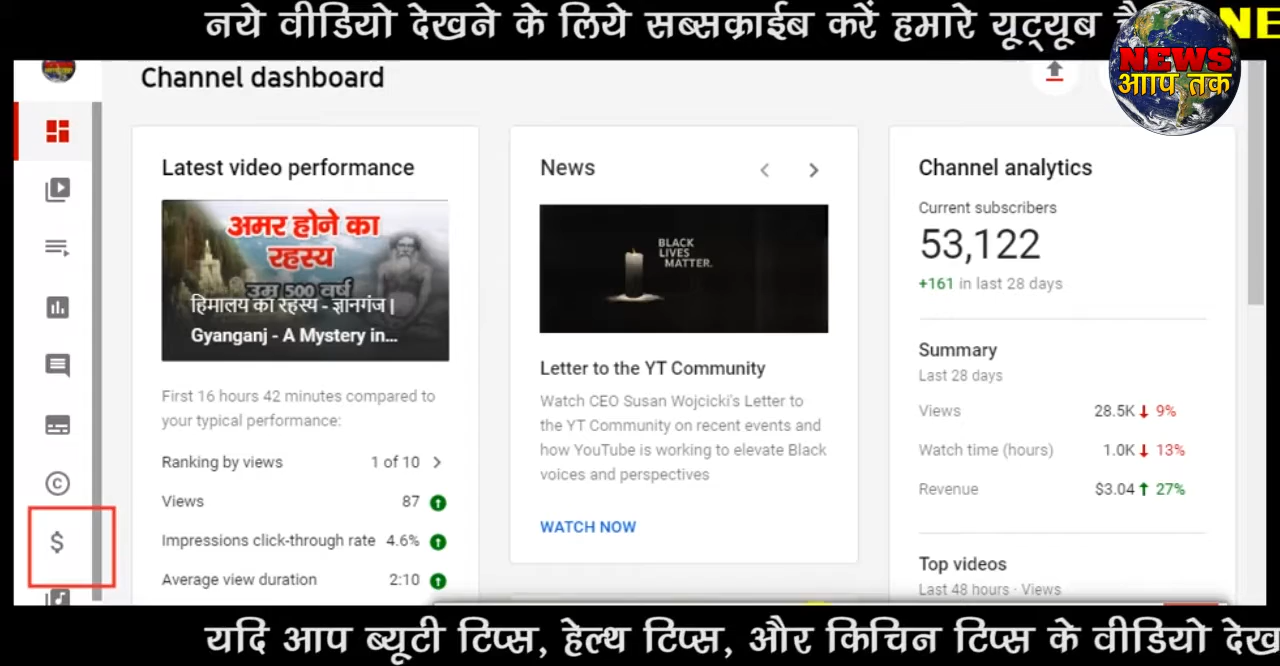 नये वीडियो देखने के लिये सब्सक्राईब करें हमारे यूट्यूब
NE
NEWS
आाप तक
Channel dashboard
Latest video performance
अमर होने का
रहस्य
उम्र 500 वर्ष
हिमालय का रहस्य - ज्ञानगंज |
Gyanganj - A Mystery in...
First 16 hours 42 minutes compared to
your typical performance:
Ranking by views 1 of 10
Views 87
Impressions click-through rate 4.6%
Average view duration 2:10
News
BLACK
LIVES
MATTER.
Letter to the YT Community
Watch CEO Susan Wojcicki's Letter to
the YT Community on recent events and
how YouTube is working to elevate Black
voices and perspectives
WATCH NOW
Channel analytics
Current subscribers
53,122
+161 in last 28 days
Summary
Last 28 days
Views 28.5K 9%
Watch time (hours) 1.0K 13%
Revenue $3.04 27%
Top videos
Last 48 hours · Views
यदि आप ब्यूटी टिप्स, हेल्थ टिप्स, और किचिन टिप्स के वीडियो देख